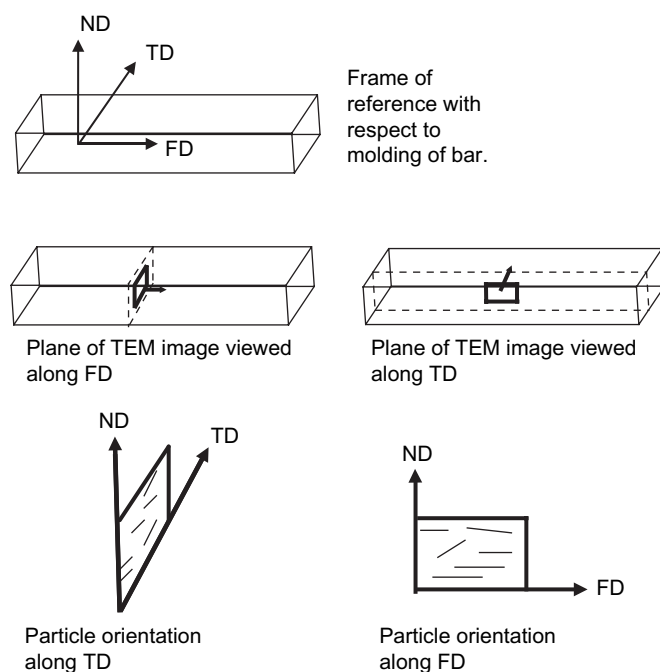 ND
TD
FD
Frame of
reference with
respect to
molding of bar.
Plane of TEM image viewed
along FD
Plane of TEM image viewed
along TD
ND
TD
Particle orientation
along TD
ND
FD
Particle orientation
along FD